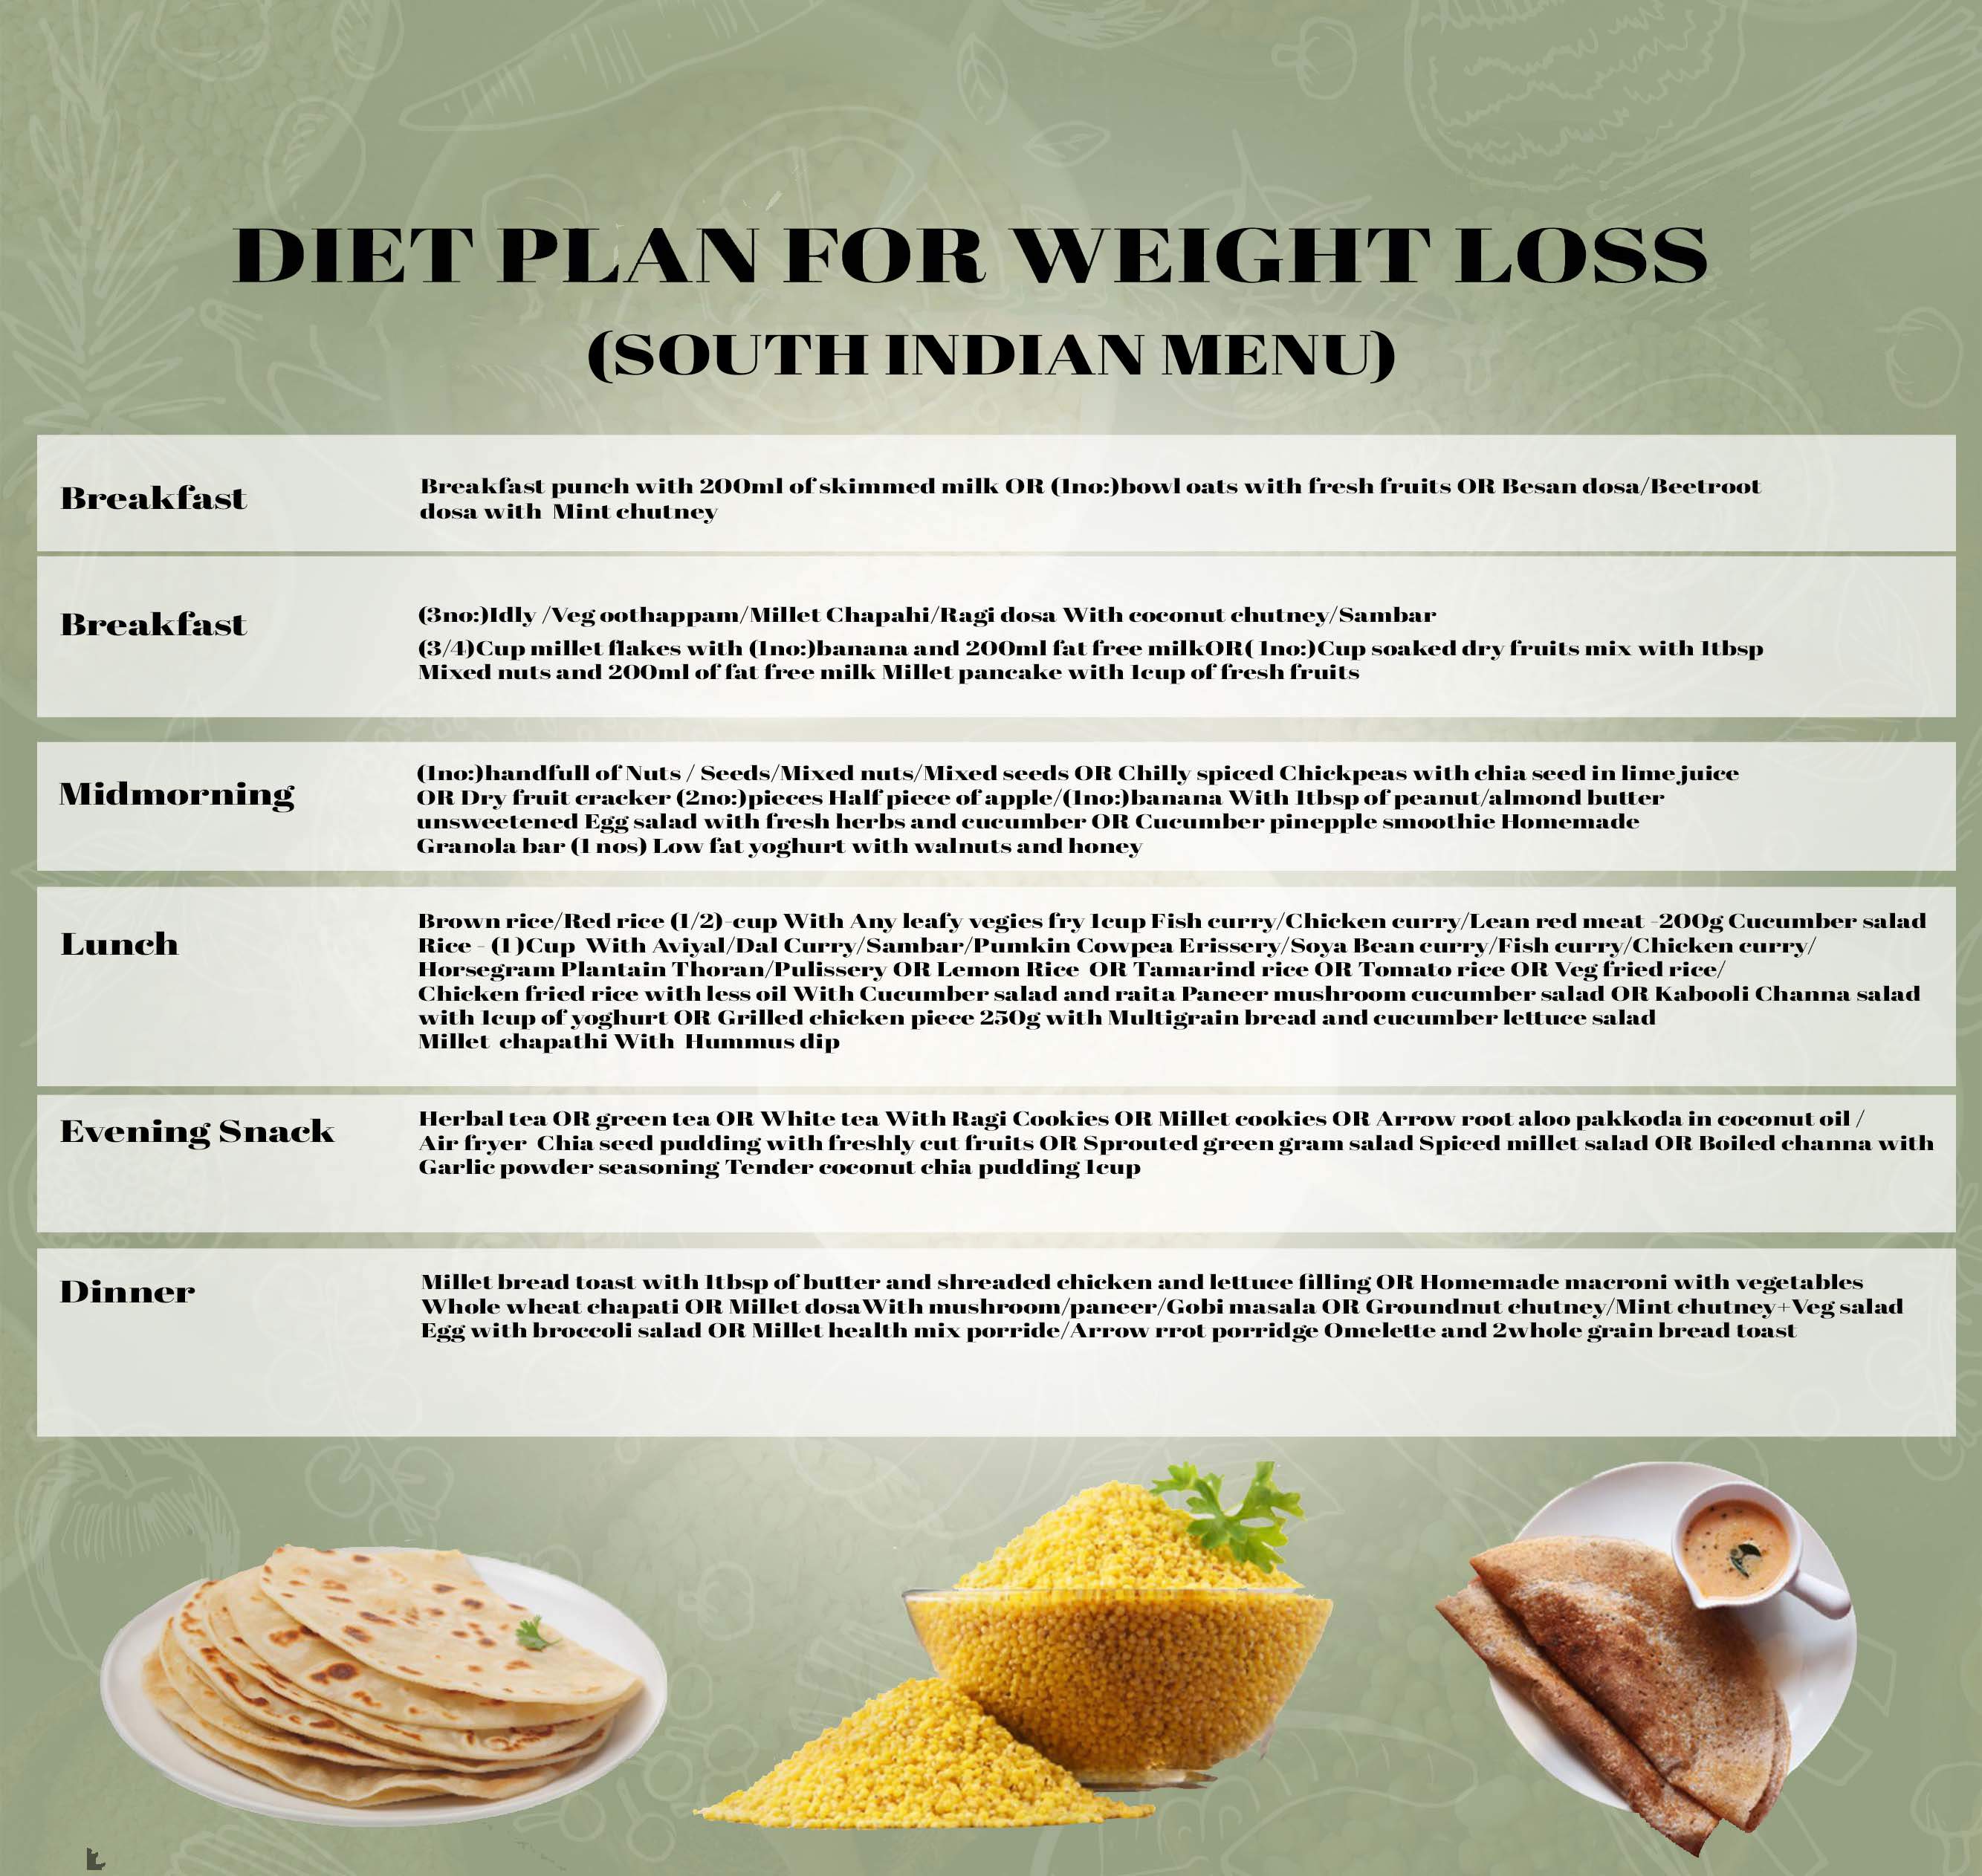 DIET PLAN FOR WEIGHT LOSS
(SOUTH INDIAN MENU)
Breakfast
Breakfast punch with 200ml of skimmed milk OR (1no:)bowl oats with fresh fruits OR Besan dosa/Beetroot
dosa with Mint chutney
Breakfast
(3no:)Idly /Veg oothappam/Millet Chapahi/Ragi dosa With coconut chutney/Sambar
(3/4)Cup millet flakes with (1no:)banana and 200ml fat free milkOR( 1no:)Cup soaked dry fruits mix with 1tbsp
Mixed nuts and 200ml of fat free milk Millet pancake with 1cup of fresh fruits
Midmorning
(1no:)handfull of Nuts / Seeds/Mixed nuts/Mixed seeds OR Chilly spiced Chickpeas with chia seed in lime juice
OR Dry fruit cracker (2no:)pieces Half piece of apple/(1no:)banana With 1tbsp of peanut/almond butter
unsweetened Egg salad with fresh herbs and cucumber OR Cucumber pinepple smoothie Homemade
Granola bar (1 nos) Low fat yoghurt with walnuts and honey
Lunch
Brown rice/Red rice (1/2)-cup With Any leafy vegies fry 1cup Fish curry/Chicken curry/Lean red meat -200g Cucumber salad
Rice - (1 )Cup With Aviyal/Dal Curry/Sambar/Pumkin Cowpea Erissery/Soya Bean curry/Fish curry/Chicken curry/
Horsegram Plantain Thoran/Pulissery OR Lemon Rice OR Tamarind rice OR Tomato rice OR Veg fried rice/
Chicken fried rice with less oil With Cucumber salad and raita Paneer mushroom cucumber salad OR Kabooli Channa salad
with 1cup of yoghurt OR Grilled chicken piece 250g with Multigrain bread and cucumber lettuce salad
Millet chapathi With Hummus dip
Evening Snack
Herbal tea OR green tea OR White tea With Ragi Cookies OR Millet cookies OR Arrow root aloo pakkoda in coconut oil /
Air fryer Chia seed pudding with freshly cut fruits OR Sprouted green gram salad Spiced millet salad OR Boiled channa with
Garlic powder seasoning Tender coconut chia pudding 1cup
Dinner
Millet bread toast with 1tbsp of butter and shreaded chicken and lettuce filling OR Homemade macroni with vegetables
Whole wheat chapati OR Millet dosaWith mushroom/paneer/Gobi masala OR Groundnut chutney/Mint chutney+Veg salad
Egg with broccoli salad OR Millet health mix porride/Arrow rrot porridge Omelette and 2whole grain bread toast